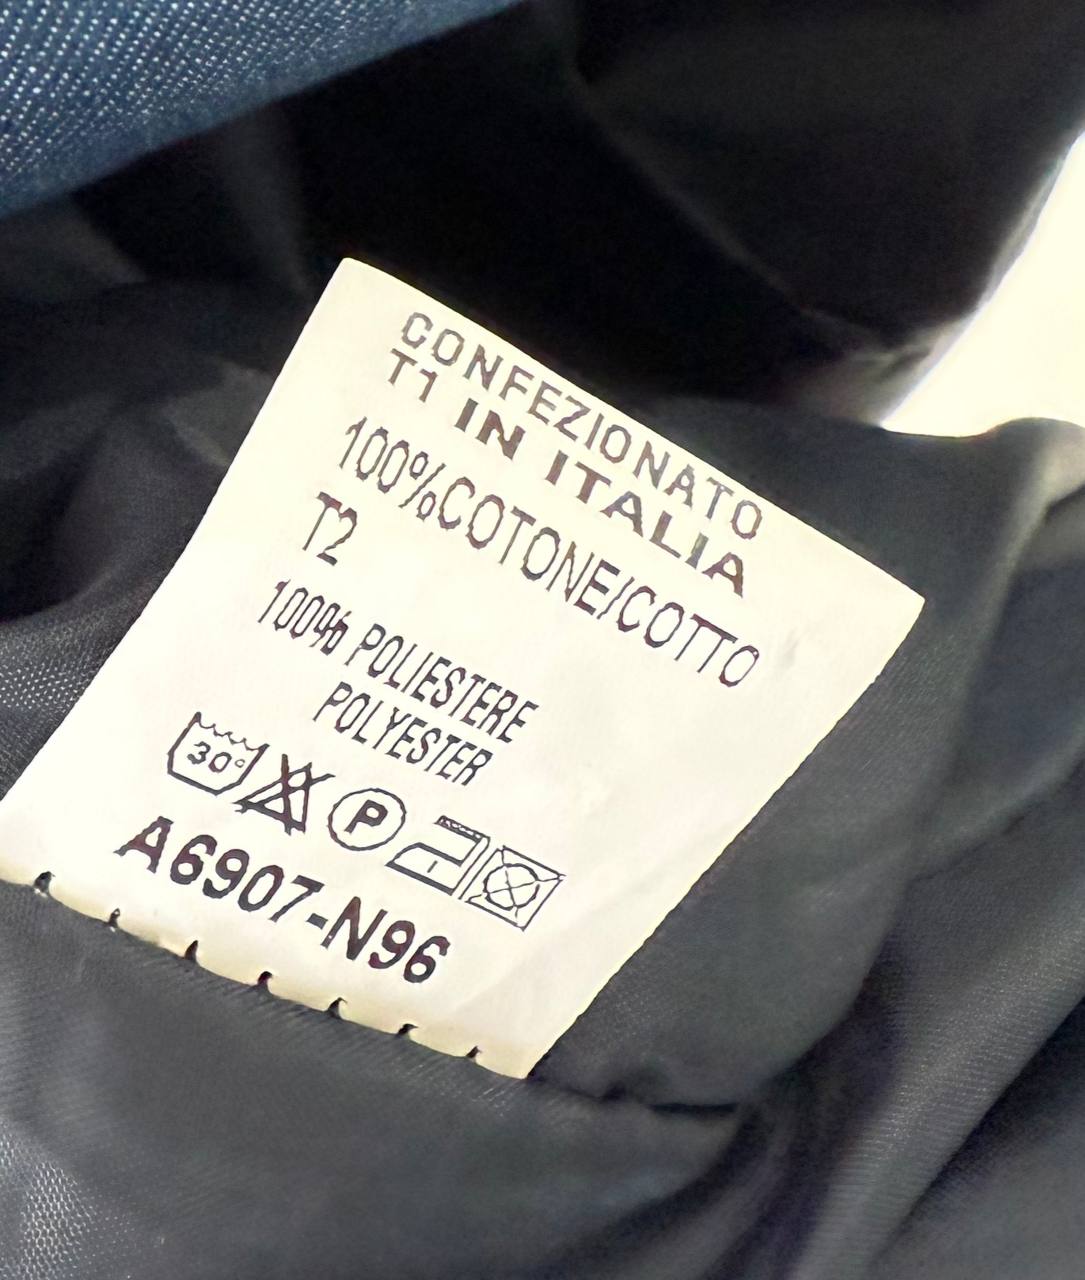 CONFEZIONATO
T1 IN ITALIA
100%COTONE/COTTO
T2
100% POLIESTERE
POLYESTER
30°
P
A6907-N96